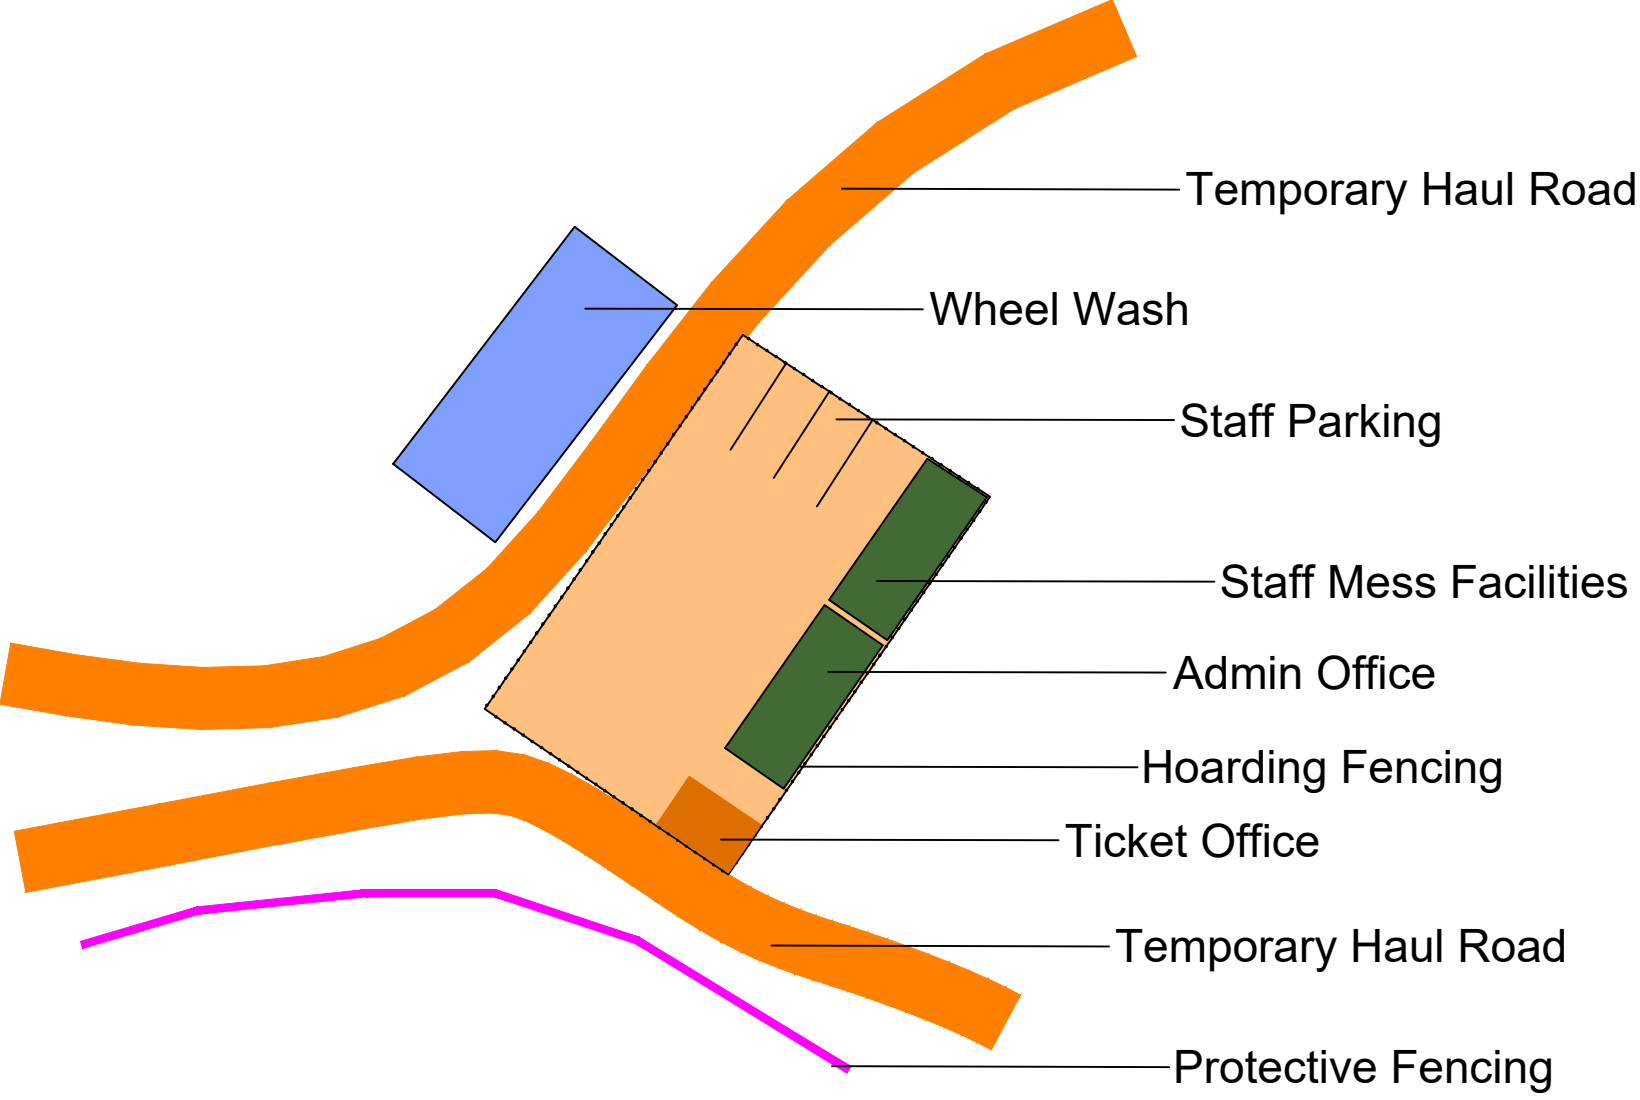 Temporary Haul Road
Wheel Wash
Staff Parking
Staff Mess Facilities
Admin Office
Hoarding Fencing
Ticket Office
Temporary Haul Road
Protective Fencing